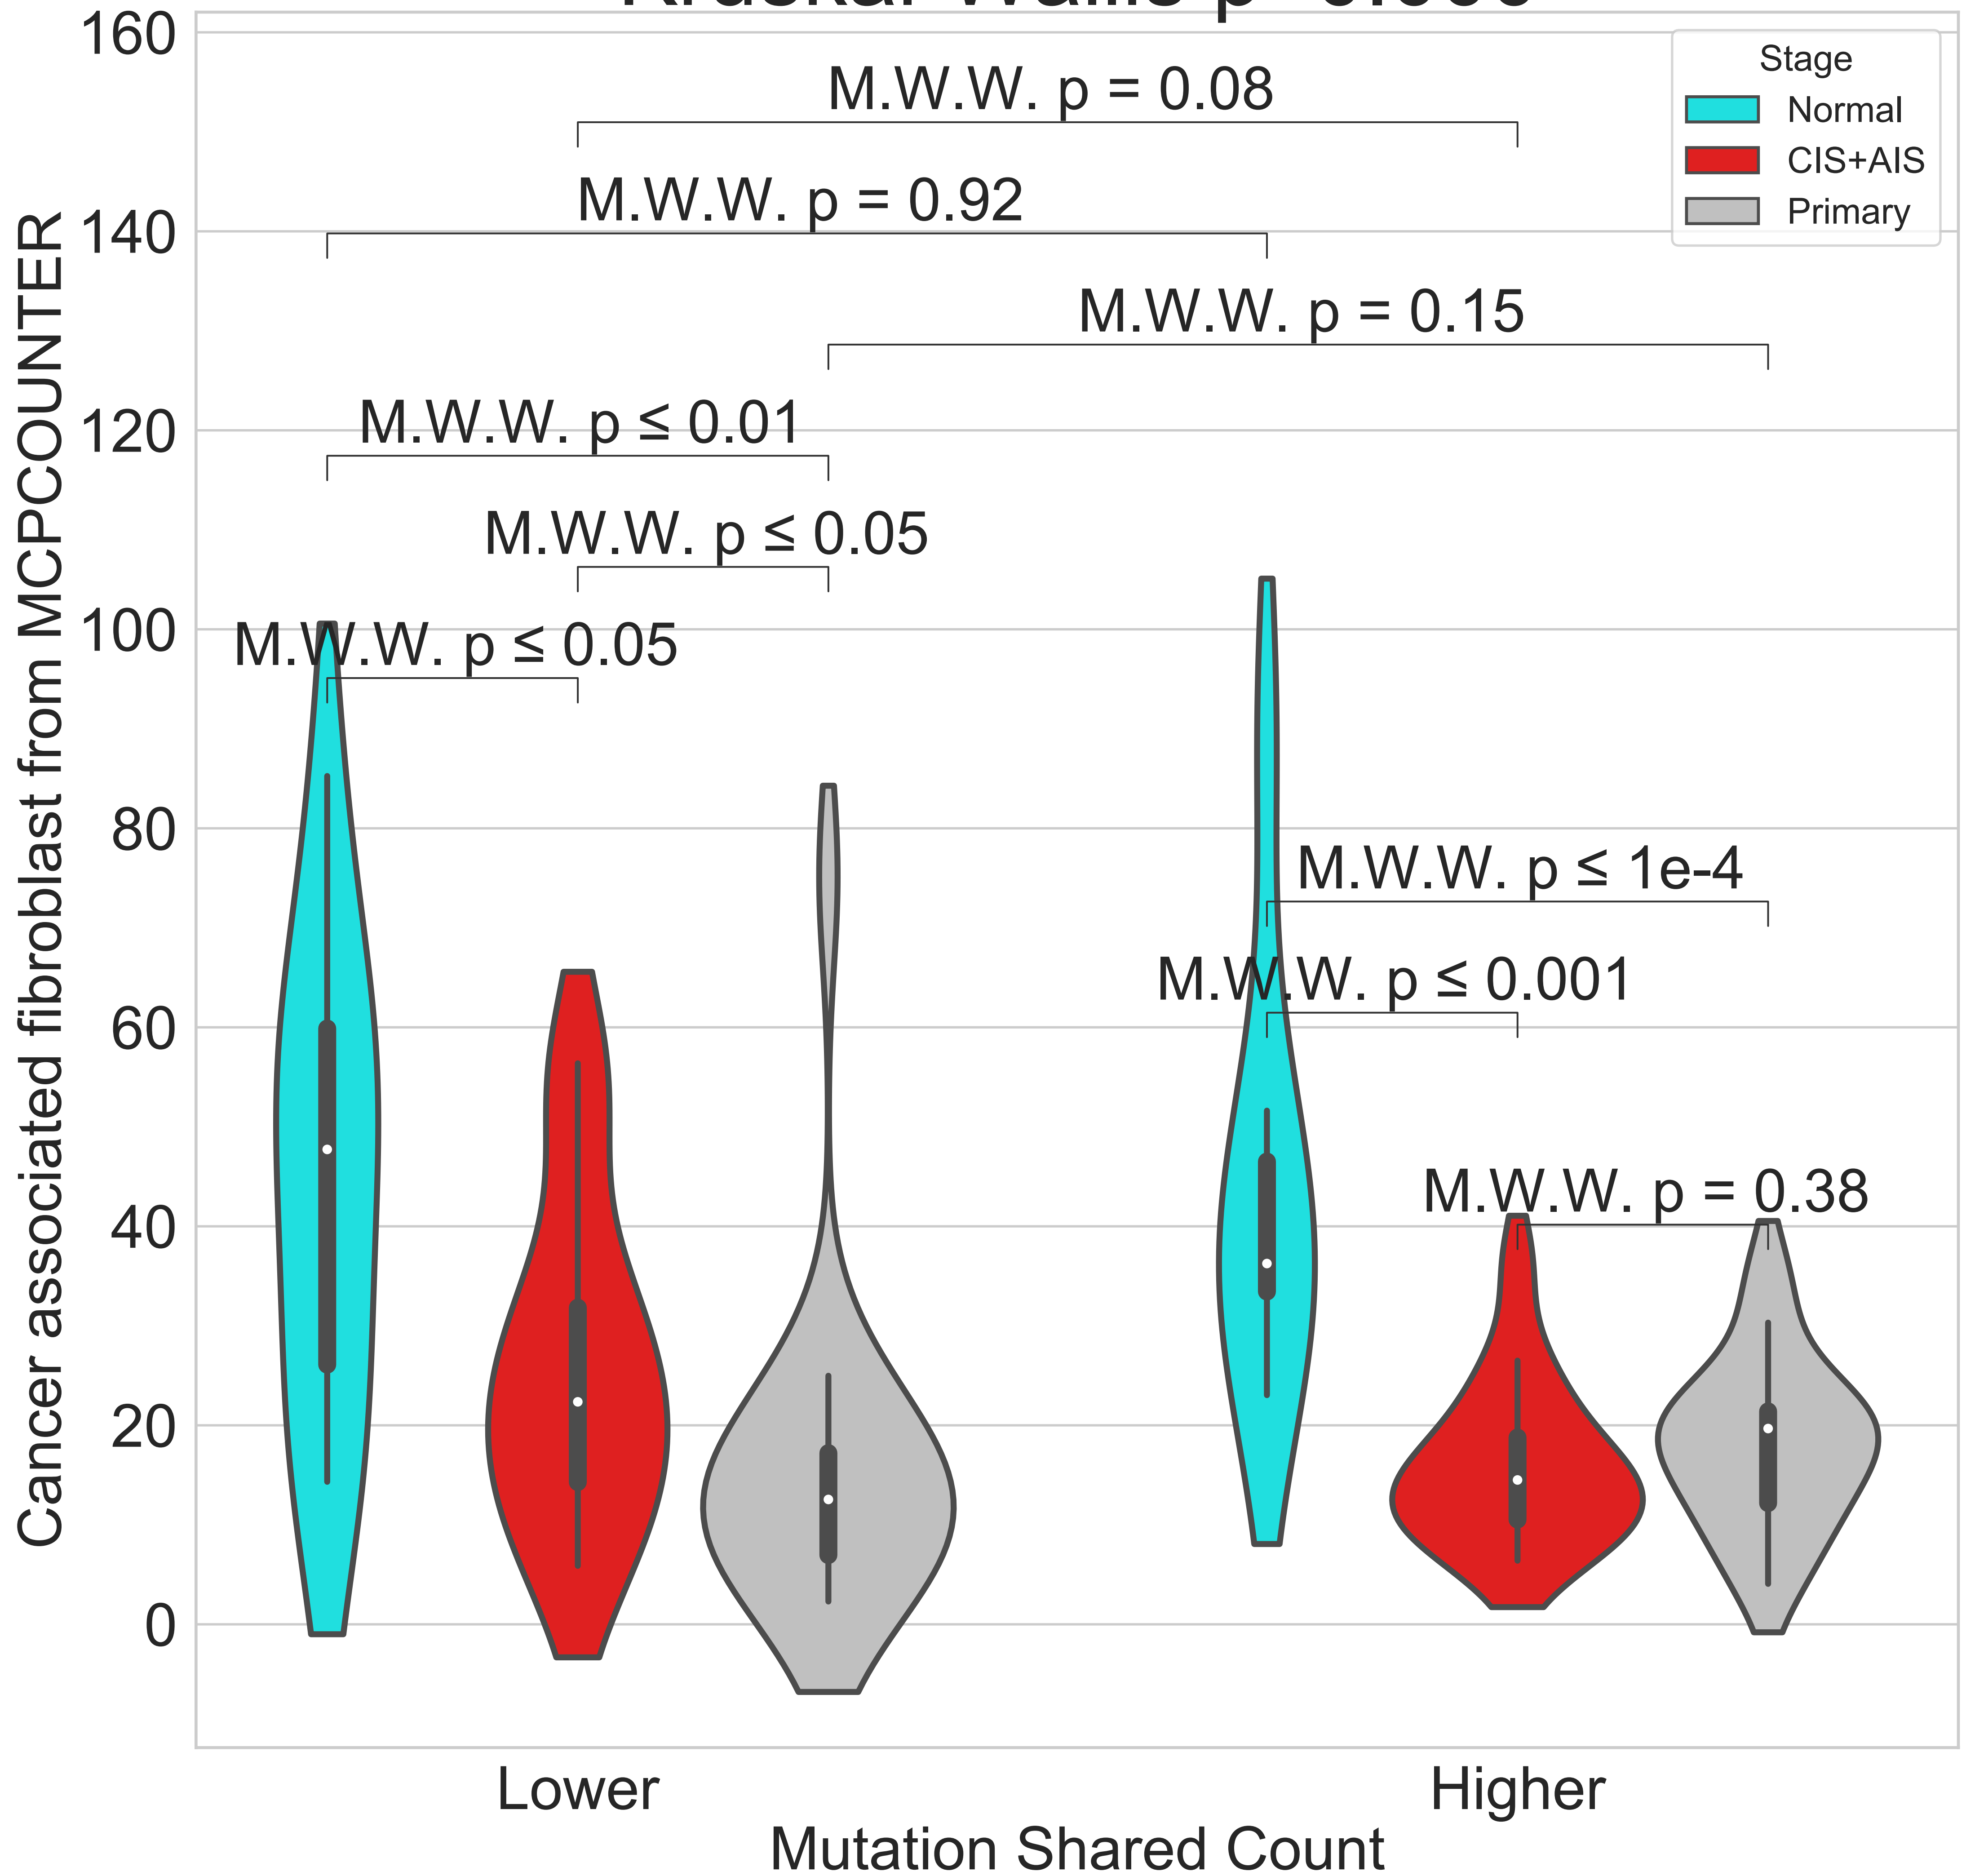 160
140
120
100
80
60
40
20
0
Cancer associated fibroblast from MCPCOUNTER
Stage
Normal
CIS+AIS
Primary
M.W.W. p = 0.08
M.W.W. p = 0.92
M.W.W. p = 0.15
M.W.W. p ≤ 0.01
M.W.W. p ≤ 0.05
M.W.W. p ≤ 0.05
M.W.W. p ≤ 1e-4
M.W.W. p ≤ 0.001
M.W.W. p = 0.38
Lower
Higher
Mutation Shared Count